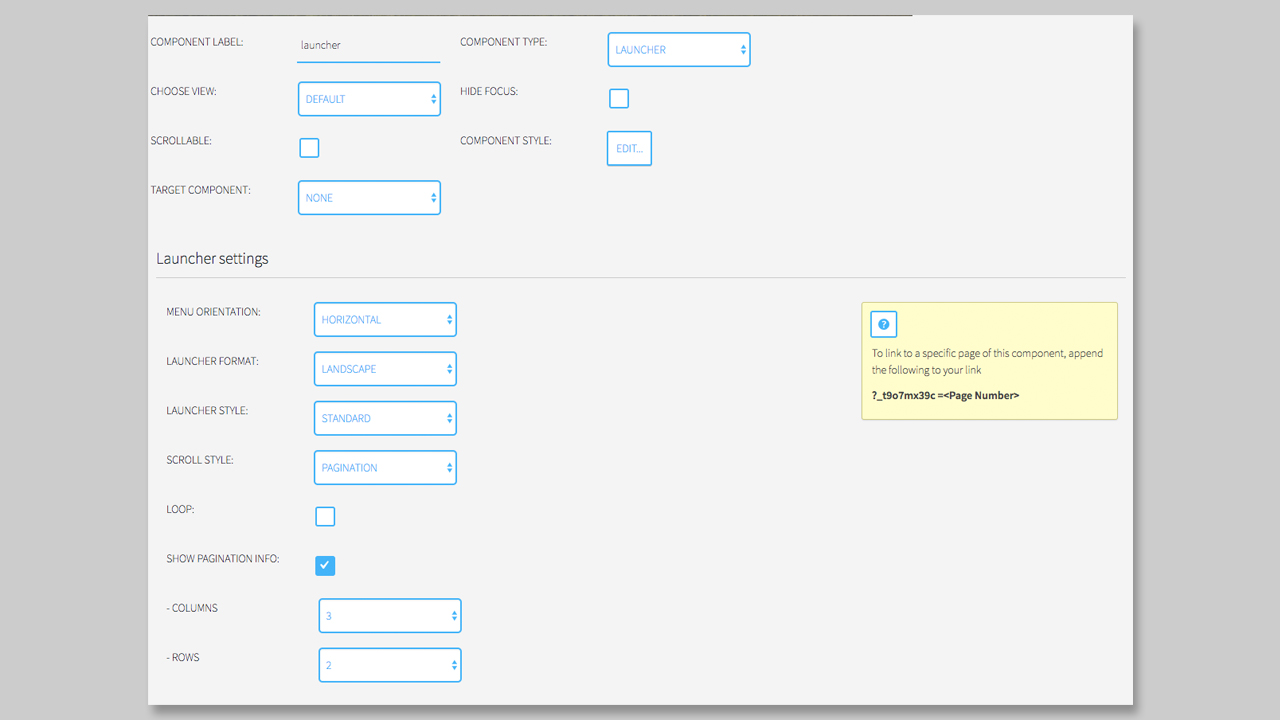 COMPONENT LABEL: launcher COMPONENT TYPE: LAUNCHER
CHOOSE VIEW: DEFAULT HIDE FOCUS:
SCROLLABLE: COMPONENT STYLE: EDIT...
TARGET COMPONENT: NONE
Launcher settings
MENU ORIENTATION: HORIZONTAL
LAUNCHER FORMAT: LANDSCAPE
LAUNCHER STYLE: STANDARD
SCROLL STYLE: PAGINATION
LOOP:
SHOW PAGINATION INFO:
- COLUMNS 3
- ROWS 2
?
To link to a specific page of this component, append
the following to your link
?_t9o7mx39c =<Page Number>